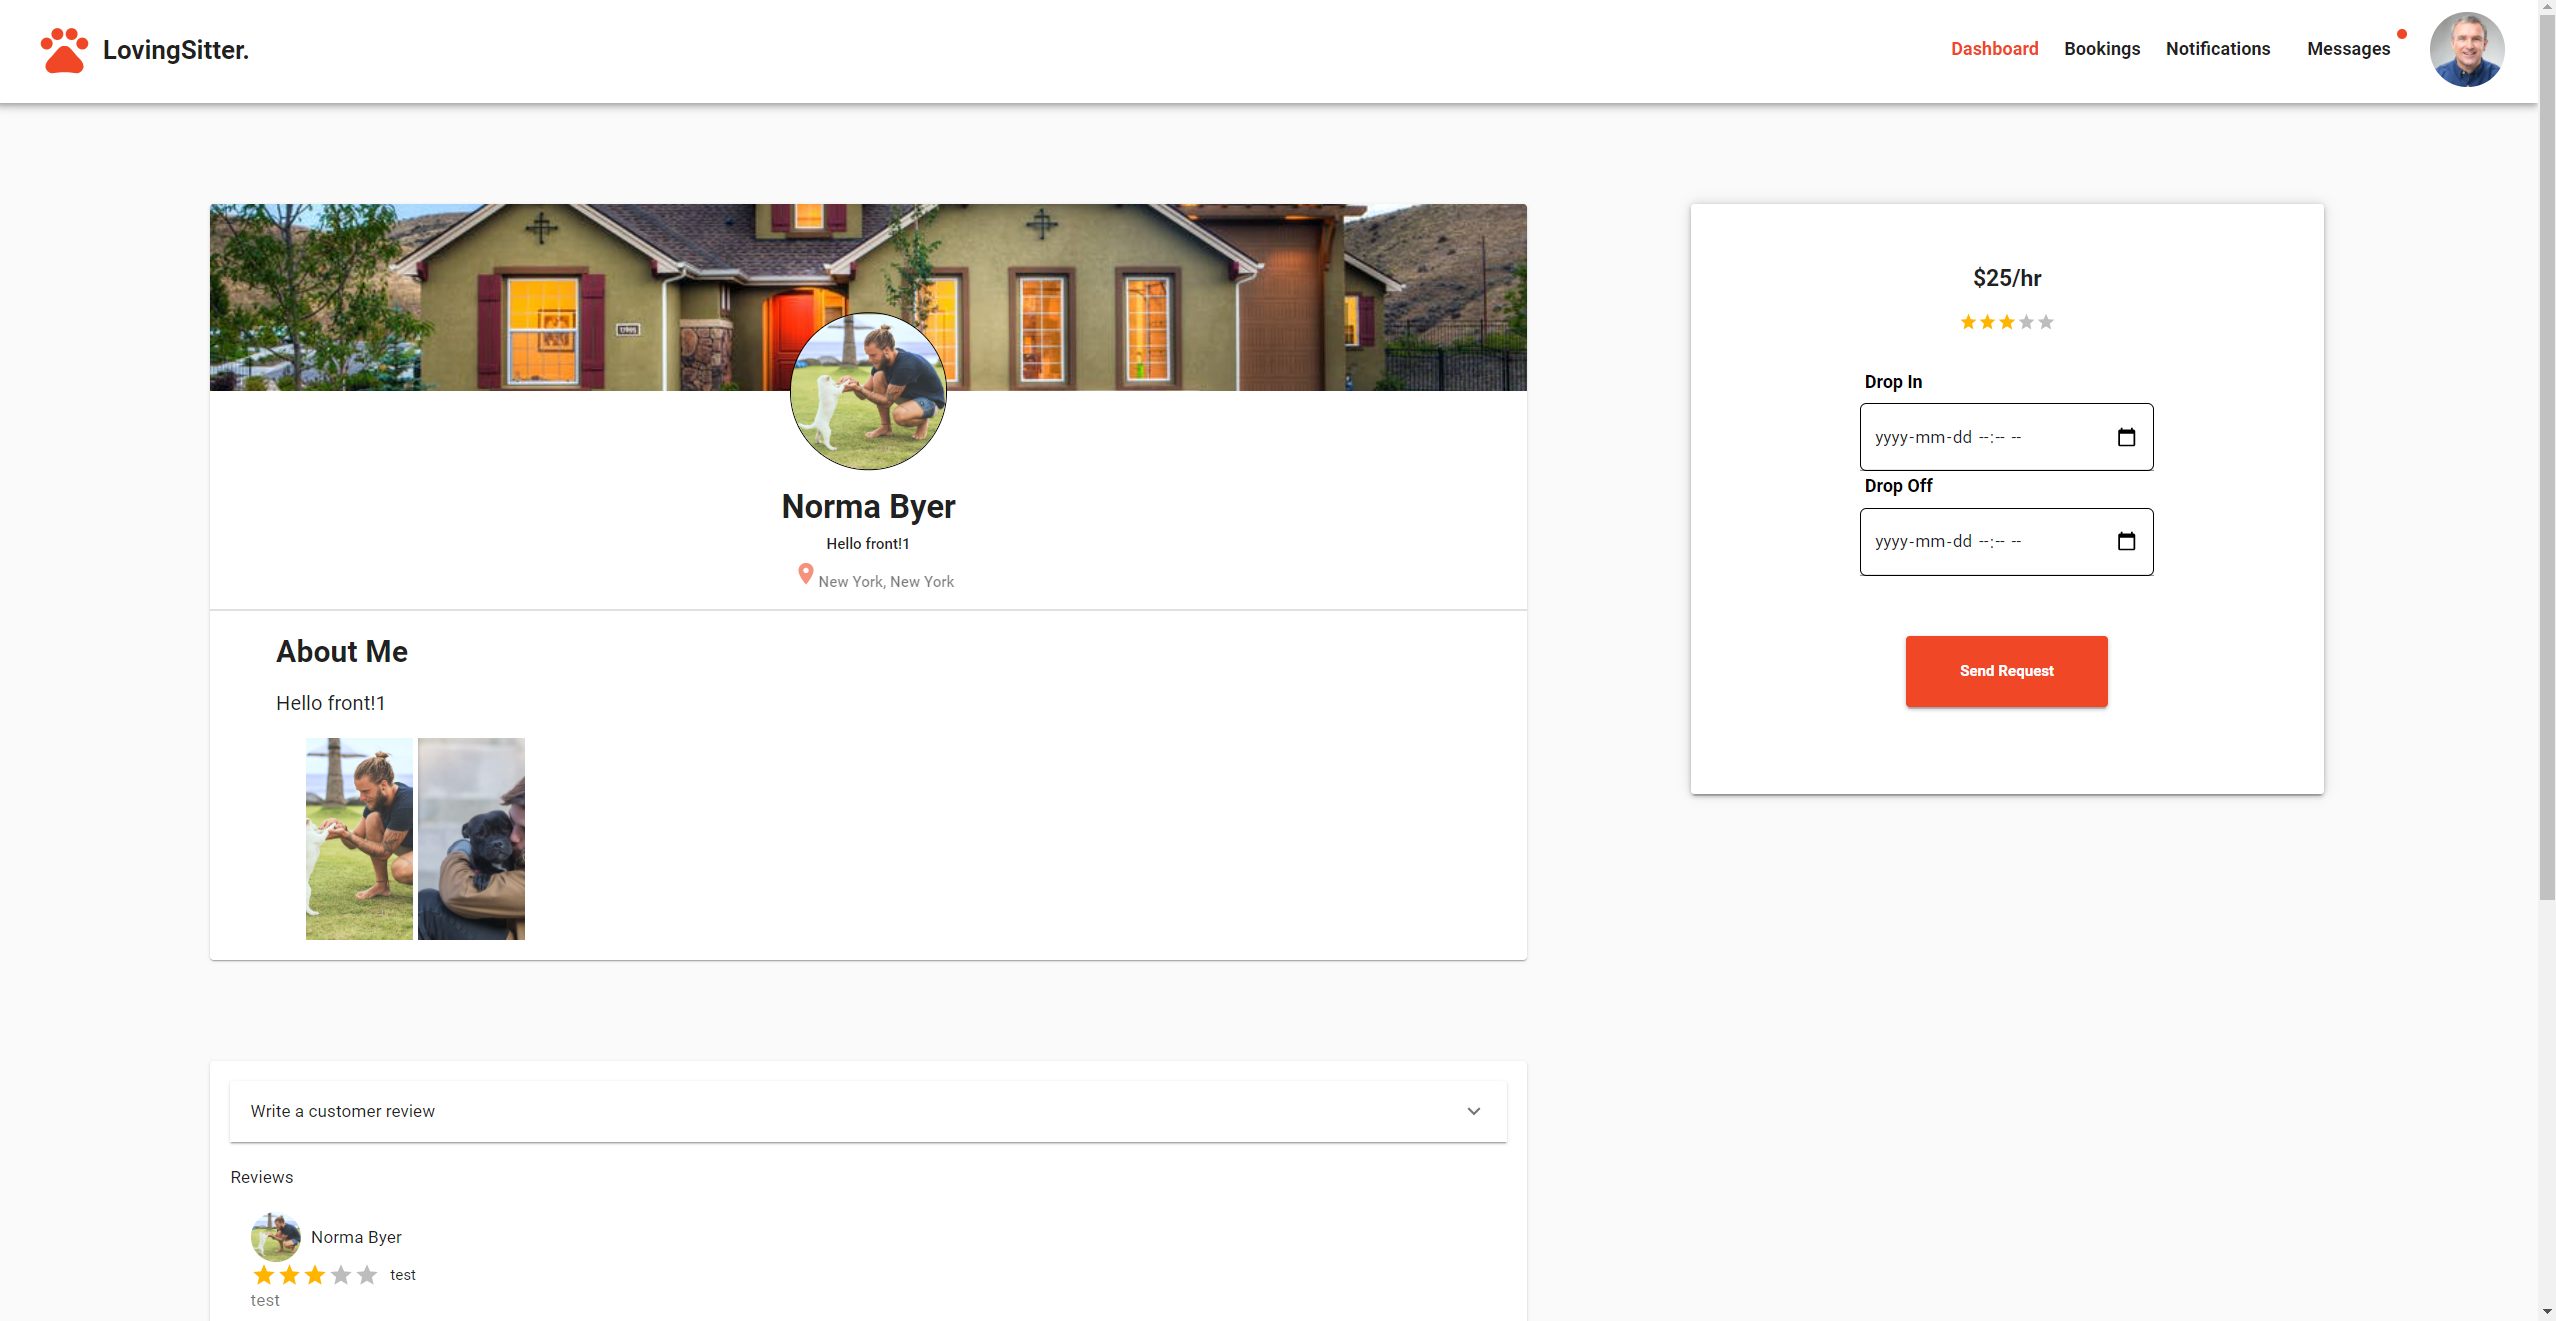 LovingSitter.
Dashboard Bookings Notifications Messages
Norma Byer
Hello front!1
New York, New York
About Me
Hello front!1
$25/hr
Drop In
yyyy-mm-dd --:-- --
Drop Off
yyyy-mm-dd --:-- --
Send Request
Write a customer review
Reviews
Norma Byer
test
test